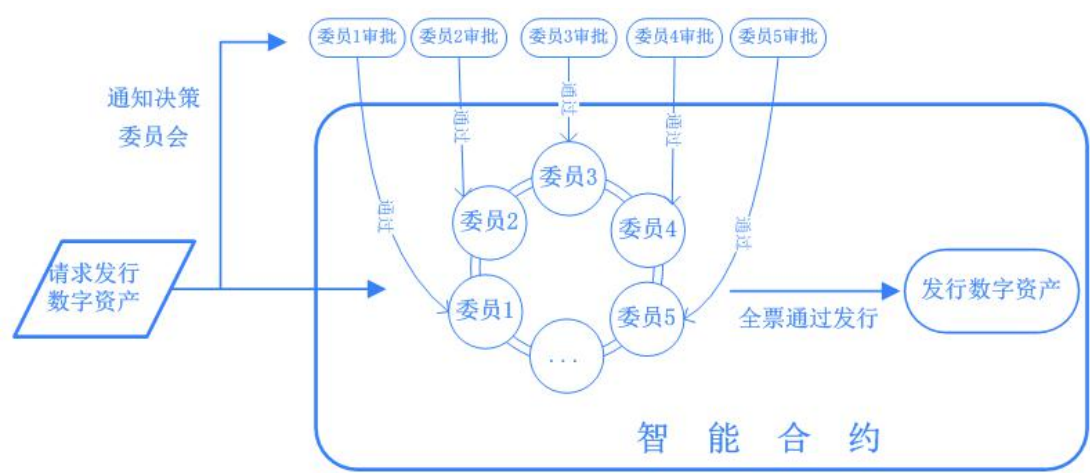 委员1审批
委员2审批
委员3审批
委员4审批
委员5审批
通知决策
委员会
通过
通过
通过
通过
通过
委员3
委员2
委员4
委员1
委员5
...
请求发行
数字资产
全票通过发行
发行数字资产
智能合约